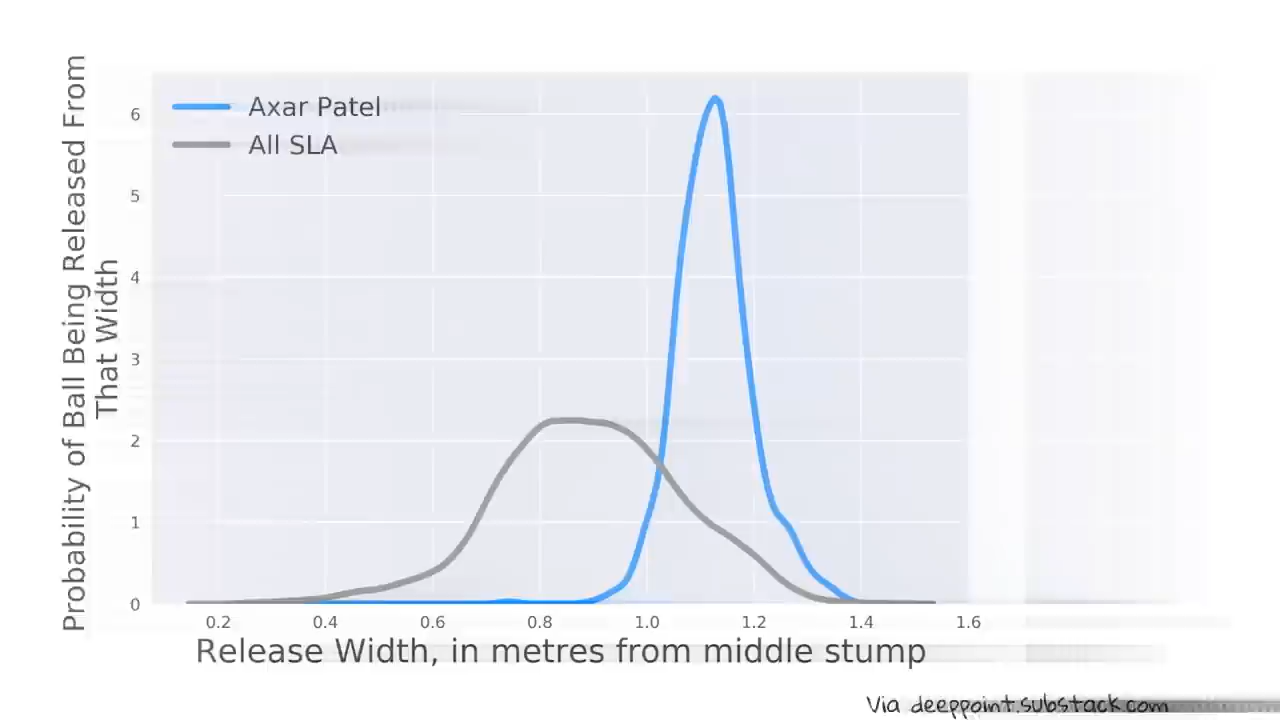 Probability of Ball Being Released From
That Width
Axar Patel
All SLA
6
5
4
3
2
1
0
0.2 0.4 0.6 0.8 1.0 1.2 1.4 1.6
Release Width, in metres from middle stump
Via deeppoint.substack.com